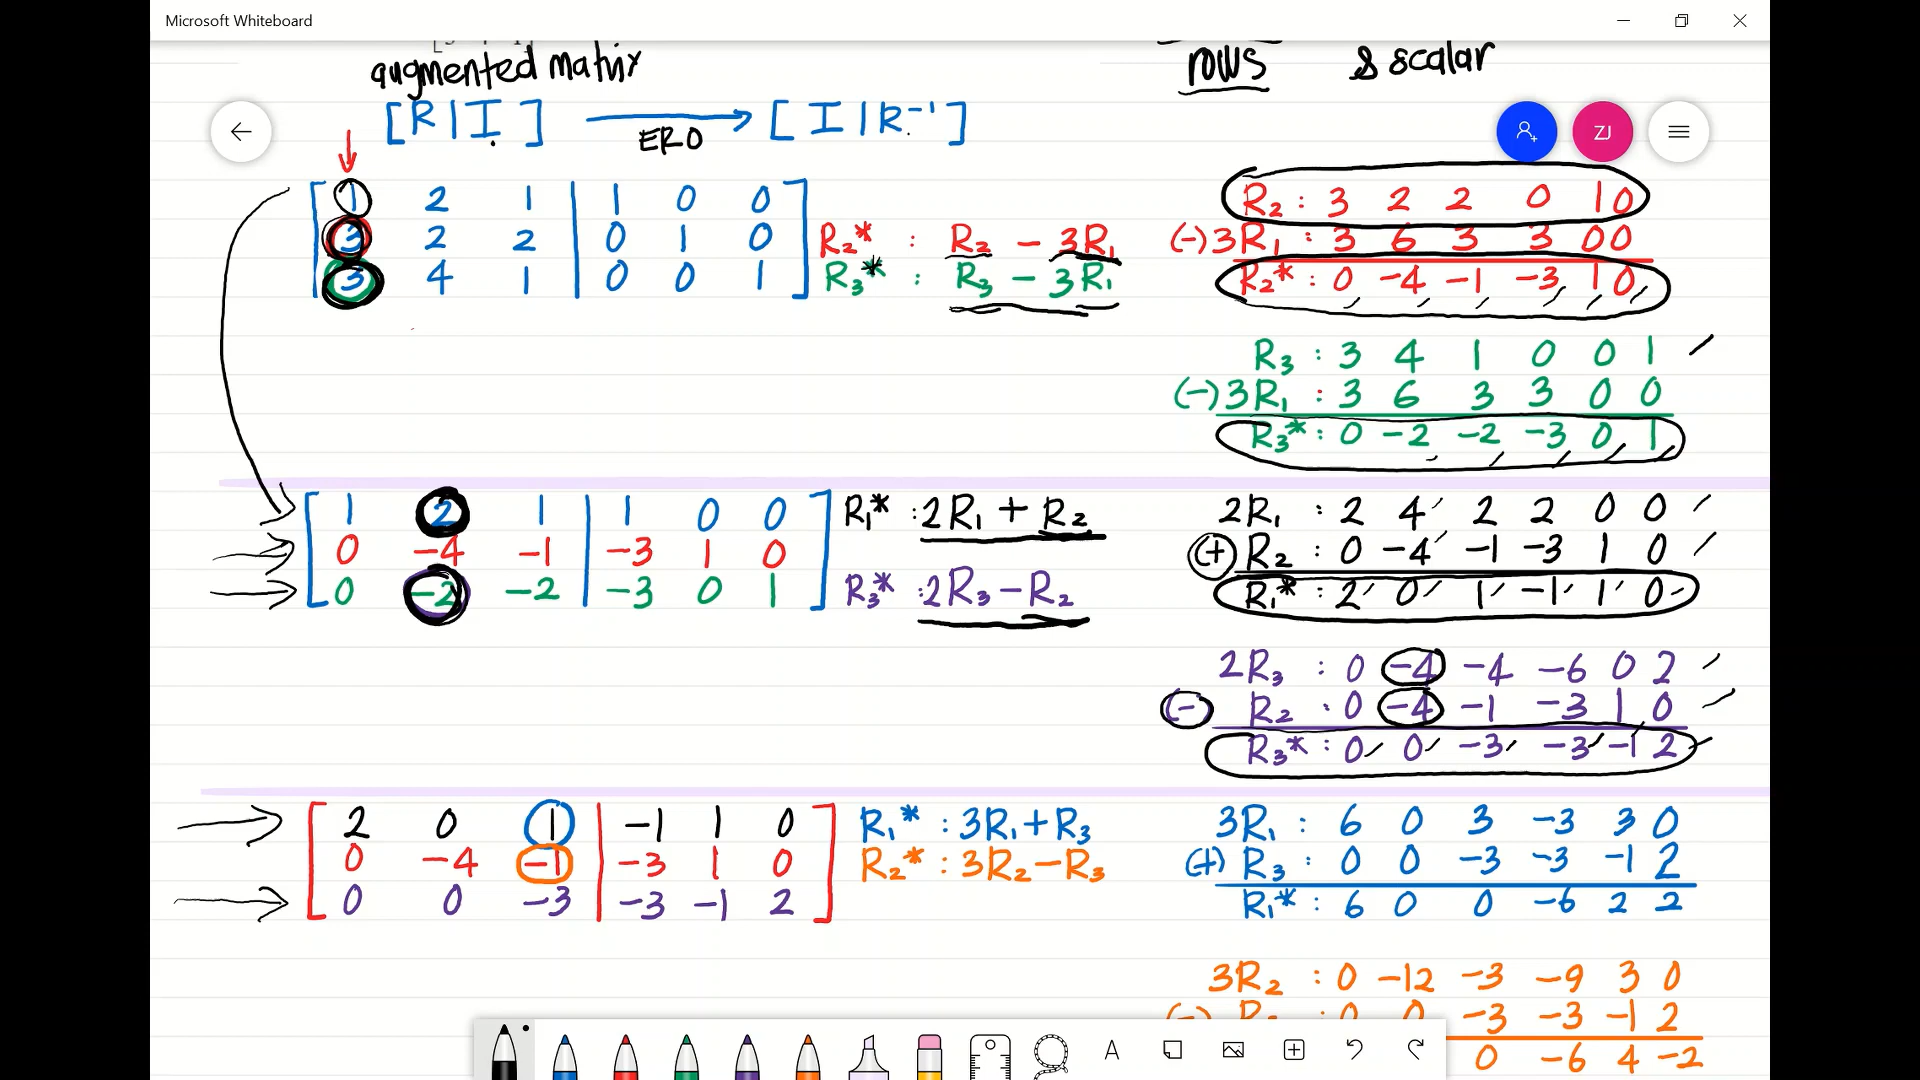 Microsoft Whiteboard
augmented matrix
rows & scalar
[R|I] ERO [I|R⁻¹]
ZJ
1 2 1 | 1 0 0
3 2 2 | 0 1 0 R₂* : R₂ - 3R₁
3 4 1 | 0 0 1 R₃* : R₃ - 3R₁
R₂ : 3 2 2 0 1 0
(-) 3R₁ : 3 6 3 3 0 0
R₂* : 0 -4 -1 -3 1 0
R₃ : 3 4 1 0 0 1
(-) 3R₁ : 3 6 3 3 0 0
R₃* : 0 -2 -2 -3 0 1
1 2 1 | 1 0 0 R₁* : 2R₁ + R₂
0 -4 -1 | -3 1 0
0 -2 -2 | -3 0 1 R₃* : 2R₃ - R₂
2R₁ : 2 4 2 2 0 0
(+) R₂ : 0 -4 -1 -3 1 0
R₁* : 2 0 1 -1 1 0
2R₃ : 0 -4 -4 -6 0 2
(-) R₂ : 0 -4 -1 -3 1 0
R₃* : 0 0 -3 -3 -1 2
2 0 1 | -1 1 0 R₁* : 3R₁ + R₃
0 -4 -1 | -3 1 0 R₂* : 3R₂ - R₃
0 0 -3 | -3 -1 2
3R₁ : 6 0 3 -3 3 0
(+) R₃ : 0 0 -3 -3 -1 2
R₁* : 6 0 0 -6 2 2
3R₂ : 0 -12 -3 -9 3 0
-3 -3 -1 2
0 -6 4 -2
A